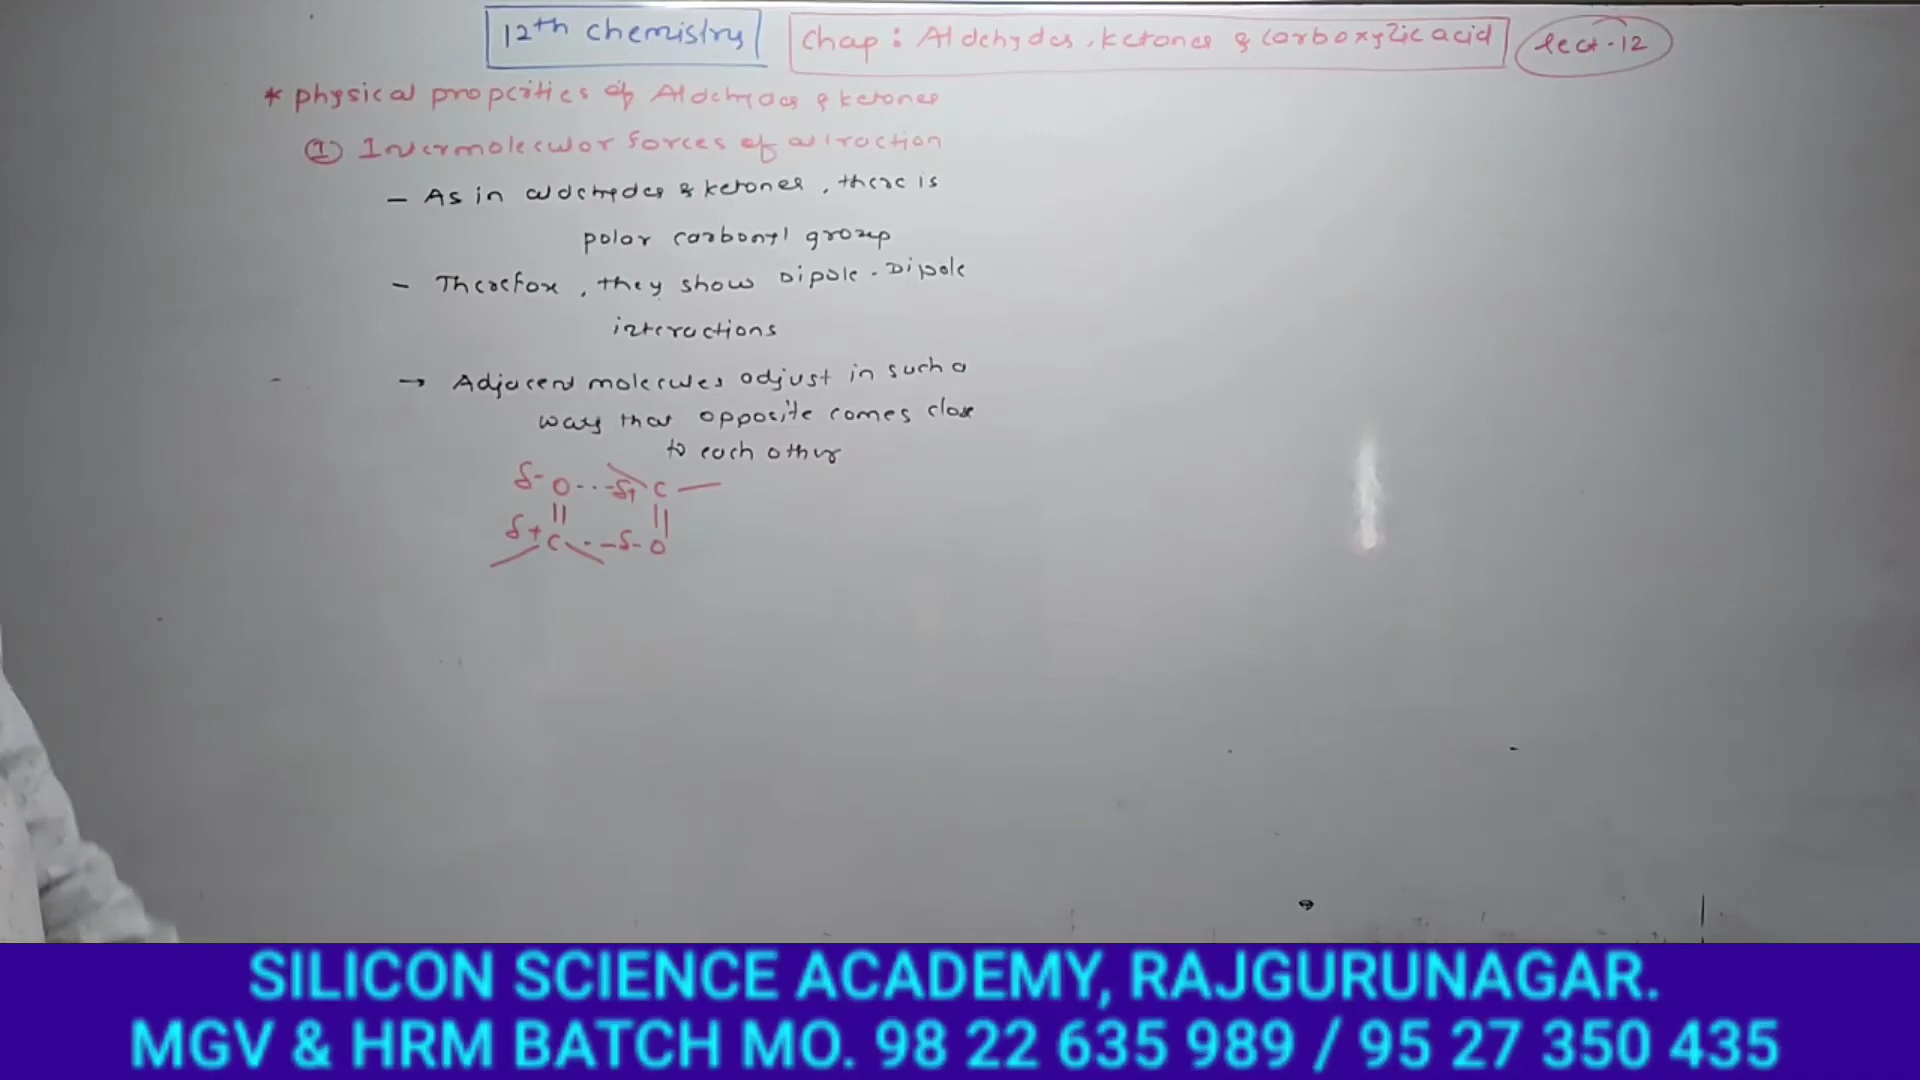 12th chemistry
Chap: Aldehydes, ketones & carboxylic acid
lect-12
* physical properties of Aldehydes & ketones
① Intermolecular forces of attraction
- As in aldehydes & ketones, there is
polar carbonyl group
- Therefore, they show Dipole-Dipole
interactions
→ Adjacent molecules adjust in such a
way that opposite comes close
to each other
δ- O ... δ+ C
δ+ C ... δ- O
SILICON SCIENCE ACADEMY, RAJGURUNAGAR.
MGV & HRM BATCH MO. 98 22 635 989 / 95 27 350 435